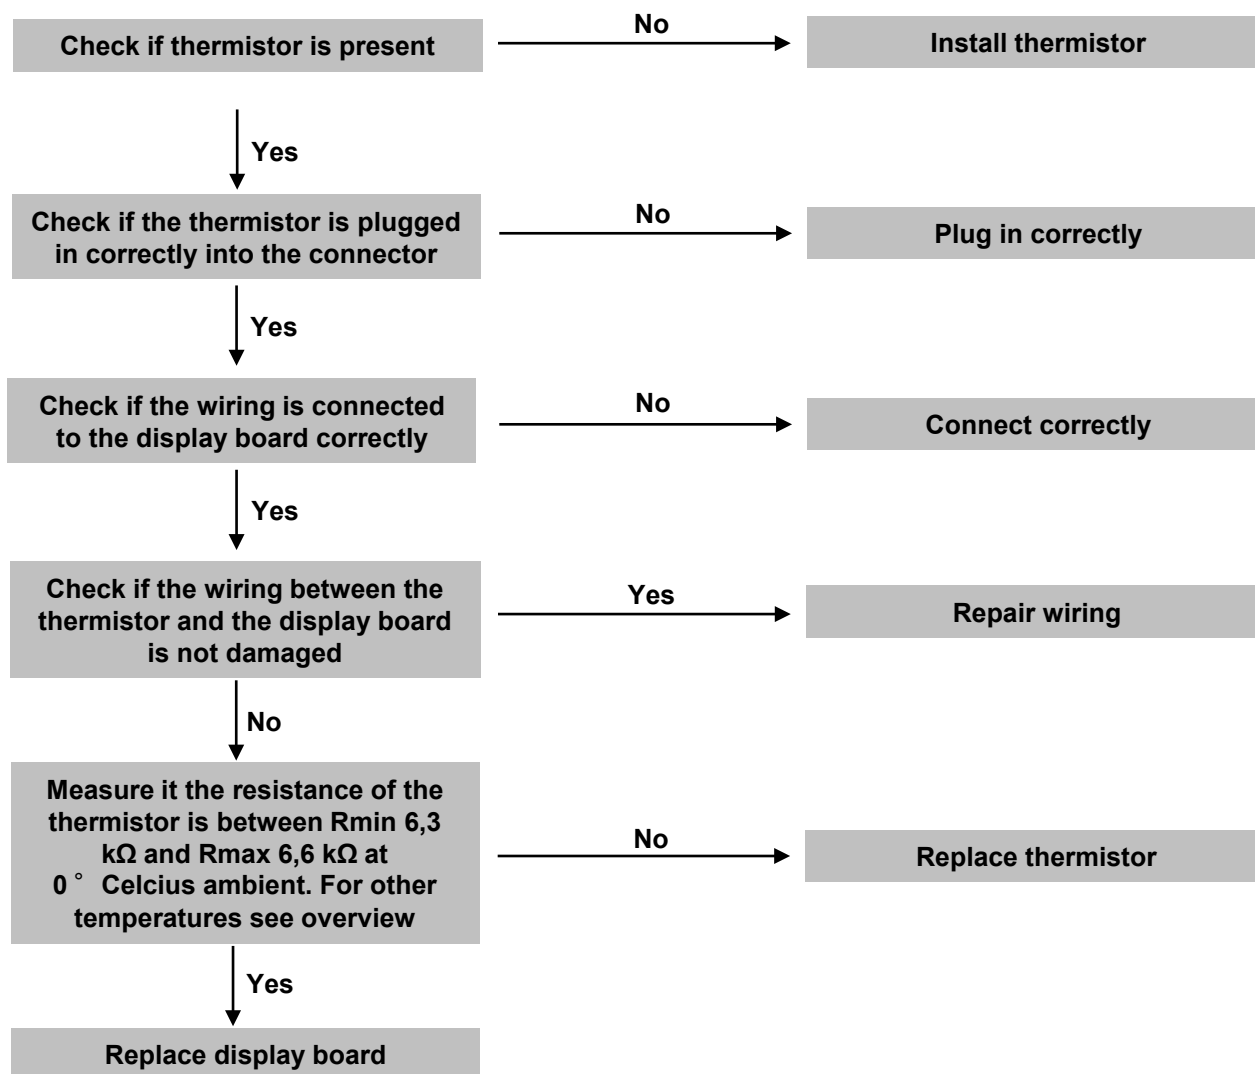 Check if thermistor is present
No
Install thermistor
Yes
Check if the thermistor is plugged
in correctly into the connector
No
Plug in correctly
Yes
Check if the wiring is connected
to the display board correctly
No
Connect correctly
Yes
Check if the wiring between the
thermistor and the display board
is not damaged
Yes
Repair wiring
No
Measure it the resistance of the
thermistor is between Rmin 6,3
kΩ and Rmax 6,6 kΩ at
0 ° Celcius ambient. For other
temperatures see overview
No
Replace thermistor
Yes
Replace display board